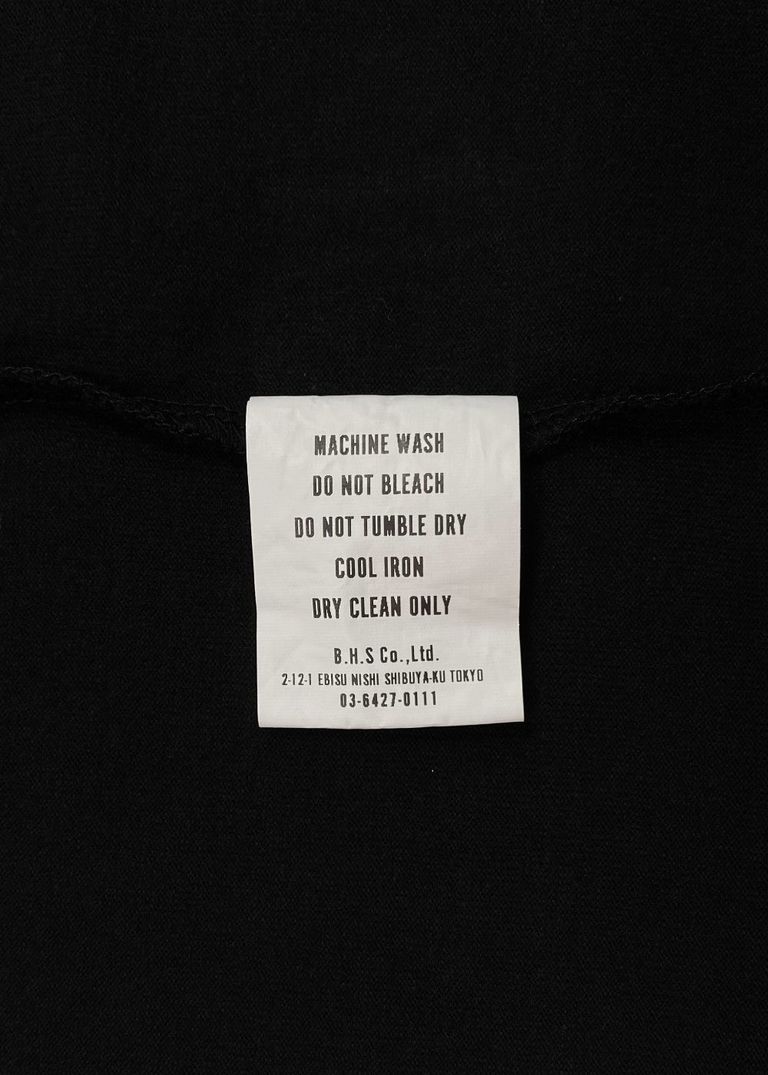 MACHINE WASH
DO NOT BLEACH
DO NOT TUMBLE DRY
COOL IRON
DRY CLEAN ONLY
B.H.S Co.,Ltd.
2-12-1 EBISU NISHI SHIBUYA-KU TOKYO
03-6427-0111